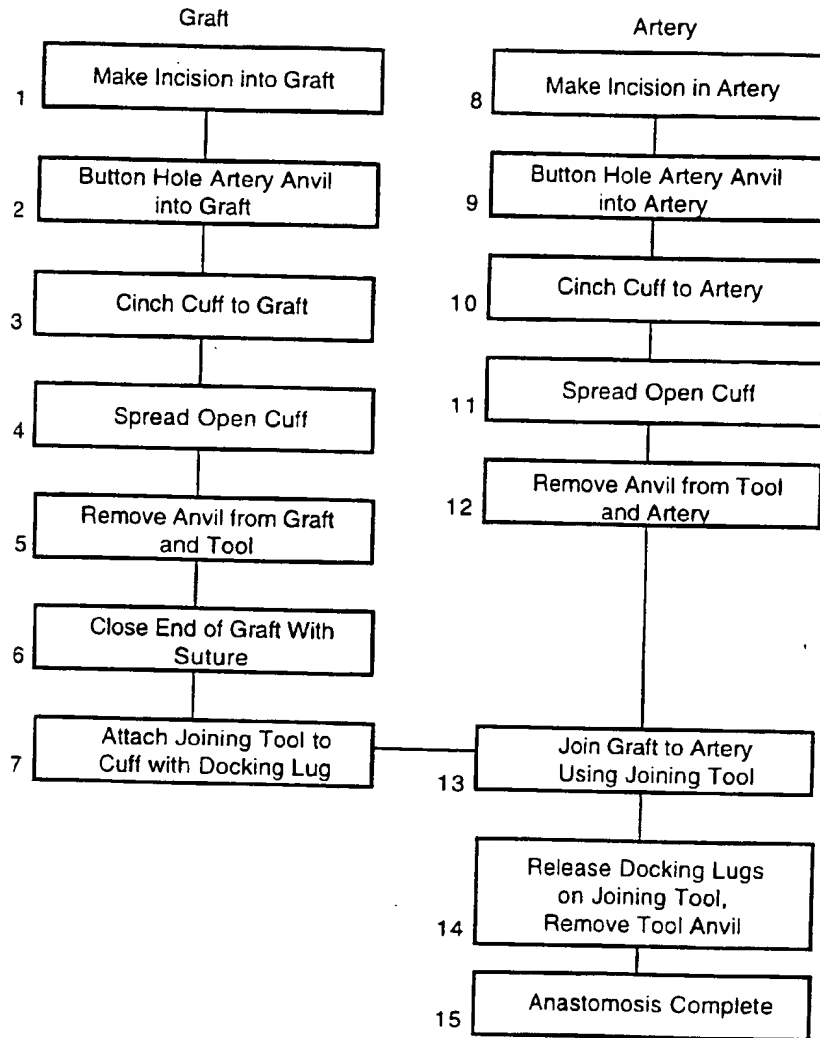 Graft
Make Incision into Graft
1
Button Hole Artery Anvil
into Graft
2
Cinch Cuff to Graft
3
Spread Open Cuff
4
Remove Anvil from Graft
and Tool
5
Close End of Graft With
Suture
6
Attach Joining Tool to
Cuff with Docking Lug
7
Artery
Make Incision in Artery
8
Button Hole Artery Anvil
into Artery
9
Cinch Cuff to Artery
10
Spread Open Cuff
11
Remove Anvil from Tool
and Artery
12
Join Graft to Artery
Using Joining Tool
13
Release Docking Lugs
on Joining Tool,
Remove Tool Anvil
14
Anastomosis Complete
15